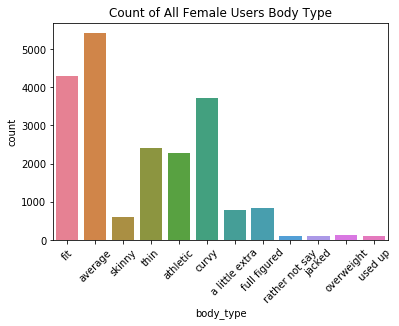 Count of All Female Users Body Type
5000
4000
3000
2000
1000
0
count
fit
average
skinny
thin
athletic
curvy
a little extra
full figured
rather not say
jacked
overweight
used up
body_type